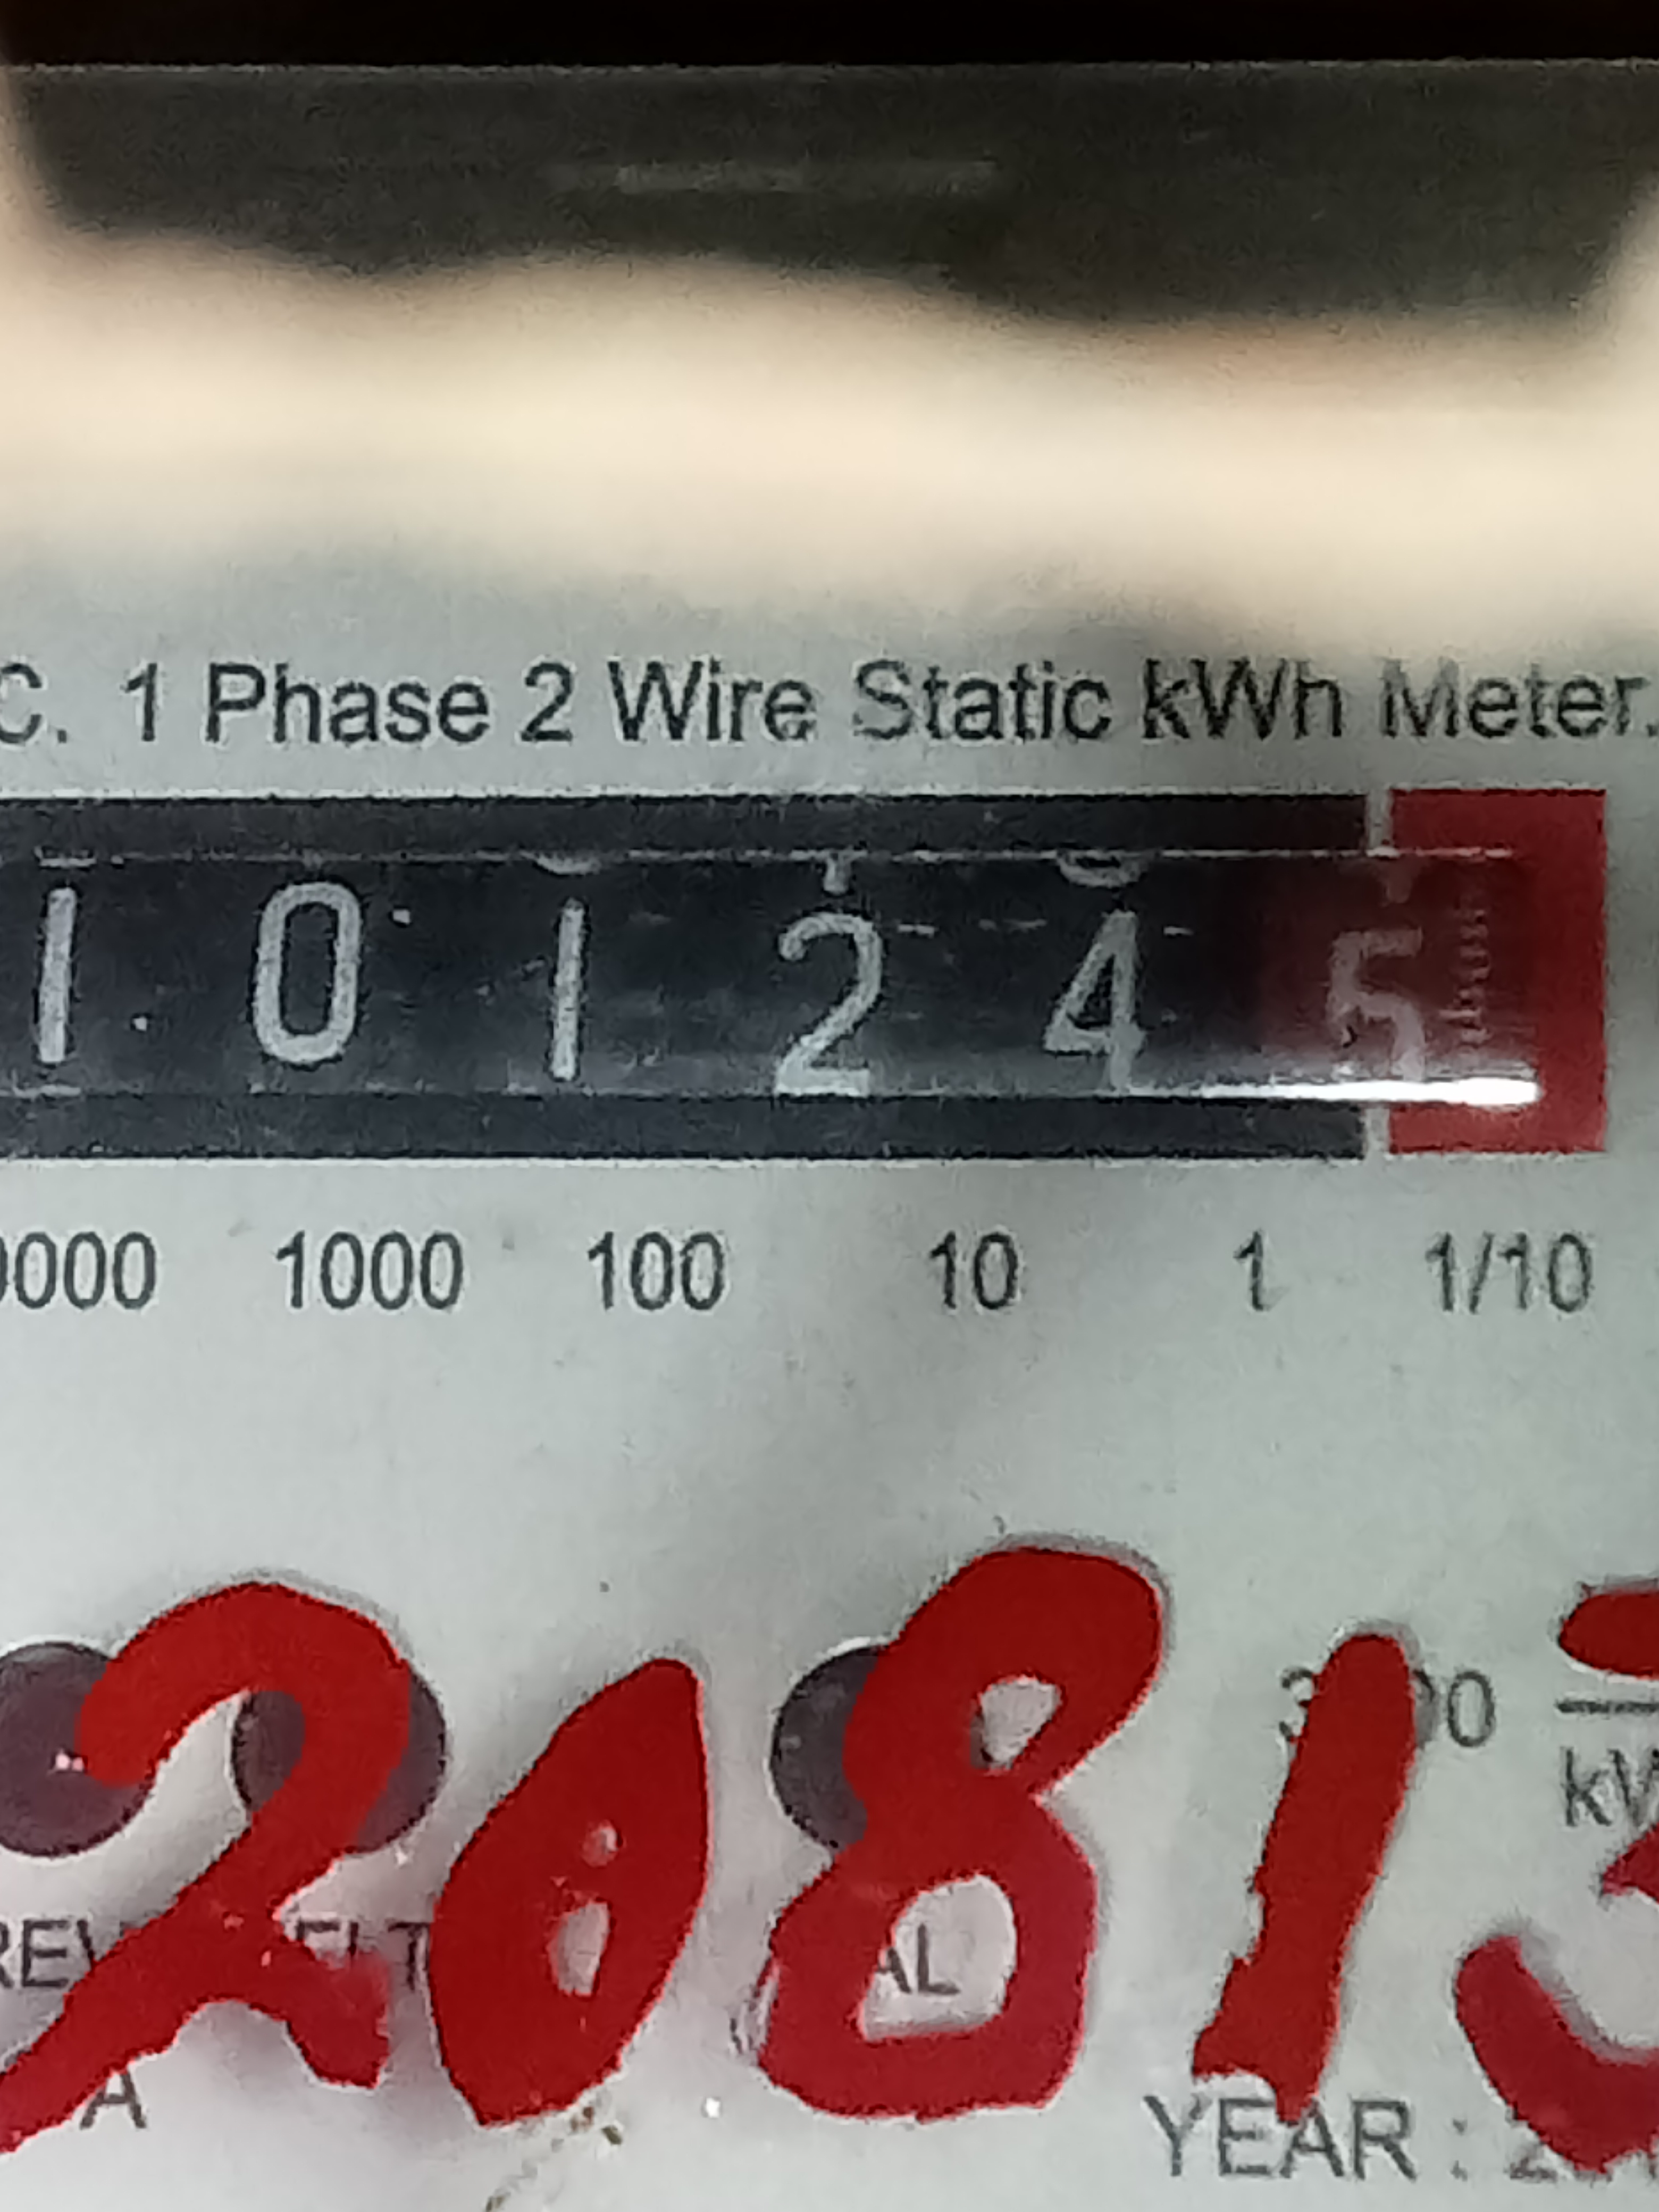 C. 1 Phase 2 Wire Static kWh Meter.
1 0 1 2 4 5
0000 1000 100 10 1 1/10
20813
kW
A
YEAR :